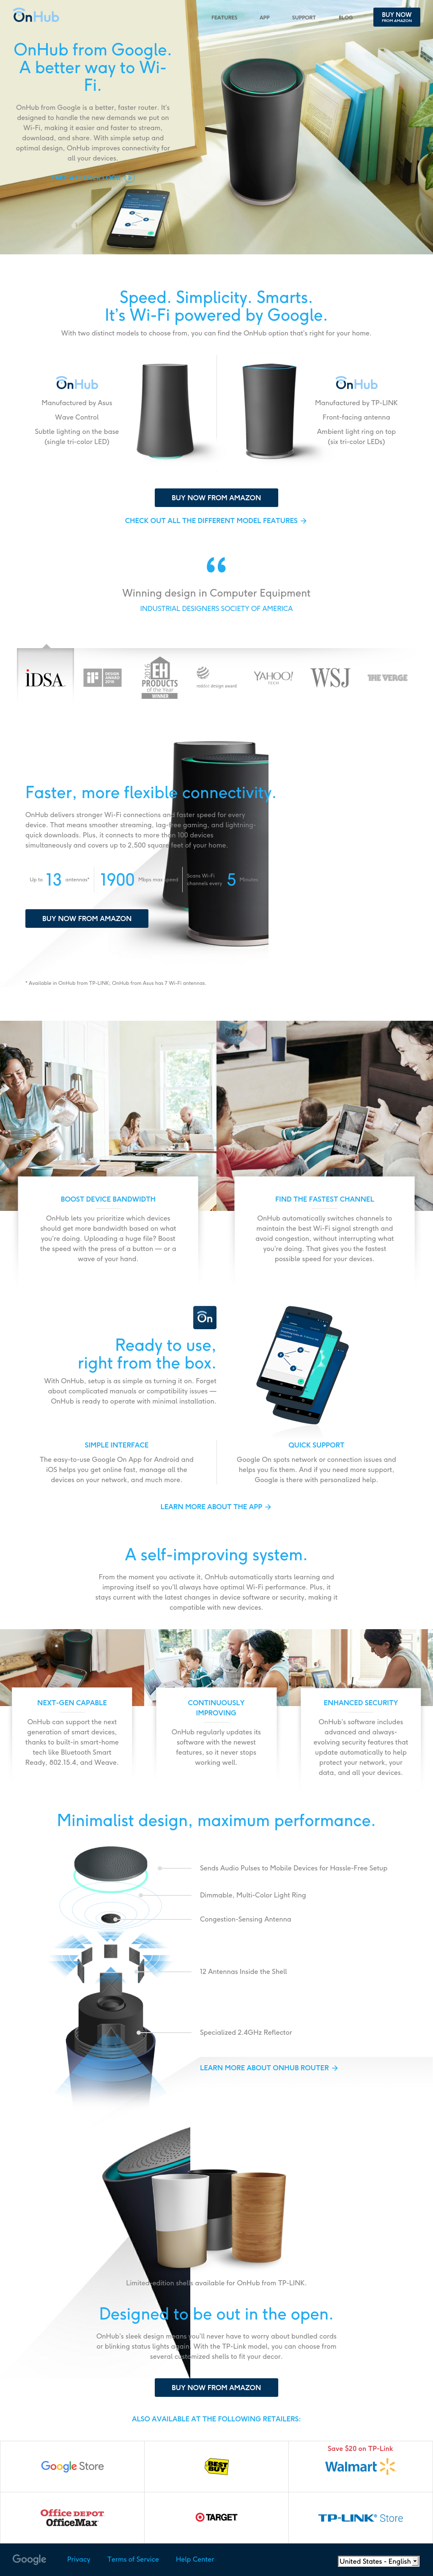 OnHub
FEATURES
APP
SUPPORT
BLOG
BUY NOW
FROM AMAZON
OnHub from Google.
A better way to Wi-
Fi.
OnHub from Google is a better, faster router. It's
designed to handle the new demands we put on
Wi-Fi, making it easier and faster to stream,
download, and share. With simple setup and
optimal design, OnHub improves connectivity for
all your devices.
Speed. Simplicity. Smarts.
It's Wi-Fi powered by Google.
With two distinct models to choose from, you can find the OnHub option that's right for your home.
OnHub
Manufactured by Asus
Wave Control
Subtle lighting on the base
(single tri-color LED)
OnHub
Manufactured by TP-LINK
Front-facing antenna
Ambient light ring on top
(six tri-color LEDs)
BUY NOW FROM AMAZON
CHECK OUT ALL THE DIFFERENT MODEL FEATURES →
“
Winning design in Computer Equipment
INDUSTRIAL DESIGNERS SOCIETY OF AMERICA
IDSA
iF
DESIGN
AWARD
2016
2016
EH
PRODUCTS
of the Year
WINNER
reddot design award
YAHOO!
TECH
WSJ
THE VERGE
Faster, more flexible connectivity.
OnHub delivers stronger Wi-Fi connections and faster speed for every
device. That means smoother streaming, lag-free gaming, and lightning-
quick downloads. Plus, it connects to more than 100 devices
simultaneously and covers up to 2,500 square feet of your home.
Up to 13 antennas*
1900 Mbps max speed
Scans Wi-Fi
channels every 5 Minutes
BUY NOW FROM AMAZON
* Available in OnHub from TP-LINK. OnHub from Asus has 7 Wi-Fi antennas.
BOOST DEVICE BANDWIDTH
OnHub lets you prioritize which devices
should get more bandwidth based on what
you're doing. Uploading a huge file? Boost
the speed with the press of a button — or a
wave of your hand.
FIND THE FASTEST CHANNEL
OnHub automatically switches channels to
maintain the best Wi-Fi signal strength and
avoid congestion, without interrupting what
you're doing. That gives you the fastest
possible speed for your devices.
On
Ready to use,
right from the box.
With OnHub, setup is as simple as turning it on. Forget
about complicated manuals or compatibility issues —
OnHub is ready to operate with minimal installation.
SIMPLE INTERFACE
The easy-to-use Google On App for Android and
iOS helps you get online fast, manage all the
devices on your network, and much more.
QUICK SUPPORT
Google On spots network or connection issues and
helps you fix them. And if you need more support,
Google is there with personalized help.
LEARN MORE ABOUT THE APP →
A self-improving system.
From the moment you activate it, OnHub automatically starts learning and
improving itself so you'll always have optimal Wi-Fi performance. Plus, it
stays current with the latest changes in device software or security, making it
compatible with new devices.
NEXT-GEN CAPABLE
OnHub can support the next
generation of smart devices,
thanks to built-in smart-home
tech like Bluetooth Smart
Ready, 802.15.4, and Weave.
CONTINUOUSLY
IMPROVING
OnHub regularly updates its
software with the newest
features, so it never stops
working well.
ENHANCED SECURITY
OnHub's software includes
advanced and always-
evolving security features that
update automatically to help
protect your network, your
data, and all your devices.
Minimalist design, maximum performance.
Sends Audio Pulses to Mobile Devices for Hassle-Free Setup
Dimmable, Multi-Color Light Ring
Congestion-Sensing Antenna
12 Antennas Inside the Shell
Specialized 2.4GHz Reflector
LEARN MORE ABOUT ONHUB ROUTER →
Limited-edition shells available for OnHub from TP-LINK.
Designed to be out in the open.
OnHub's sleek design means you'll never have to worry about bundled cords
or blinking status lights again. With the TP-Link model, you can choose from
several customized shells to fit your decor.
BUY NOW FROM AMAZON
ALSO AVAILABLE AT THE FOLLOWING RETAILERS:
Google Store
BEST BUY
Save $20 on TP-Link
Walmart
Office DEPOT
OfficeMax
TARGET
TP-LINK Store
Google
Privacy
Terms of Service
Help Center
United States - English